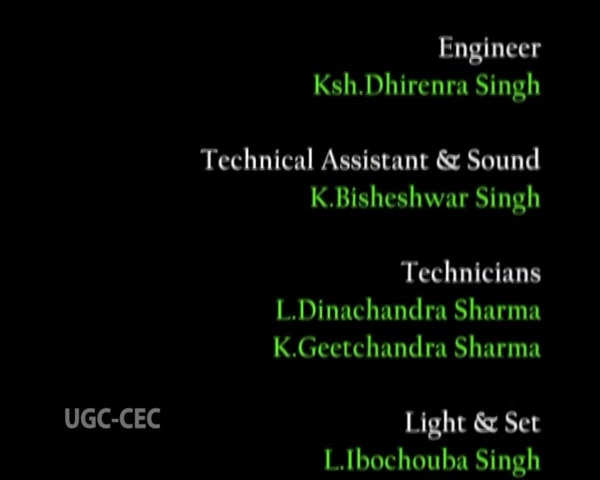 Engineer
Ksh.Dhirenra Singh
Technical Assistant & Sound
K.Bisheshwar Singh
Technicians
L.Dinachandra Sharma
K.Geetchandra Sharma
UGC-CEC
Light & Set
L.Ibochouba Singh